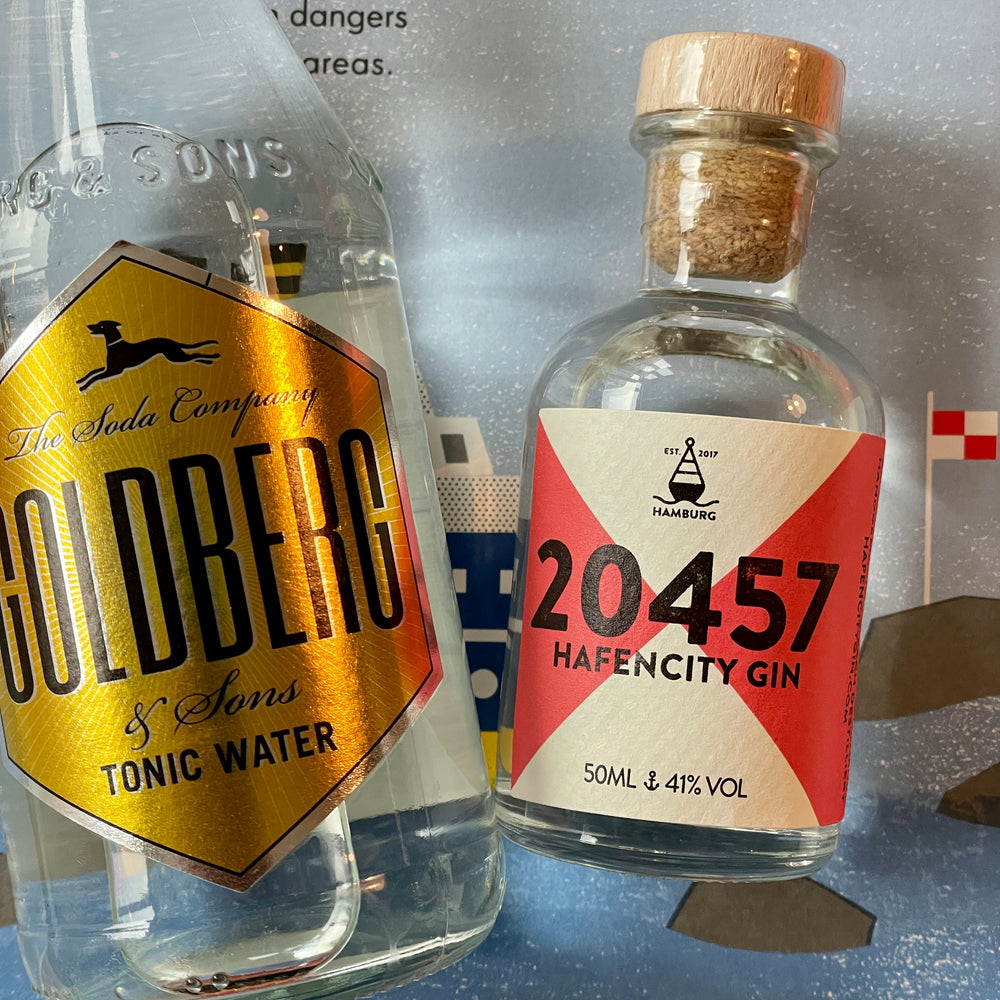 dangers
areas.
& SONS
The Soda Company
GOLDBERG
& Sons
TONIC WATER
EST. 2017
HAMBURG
20457
HAFENCITY GIN
50ML ⚓ 41% VOL